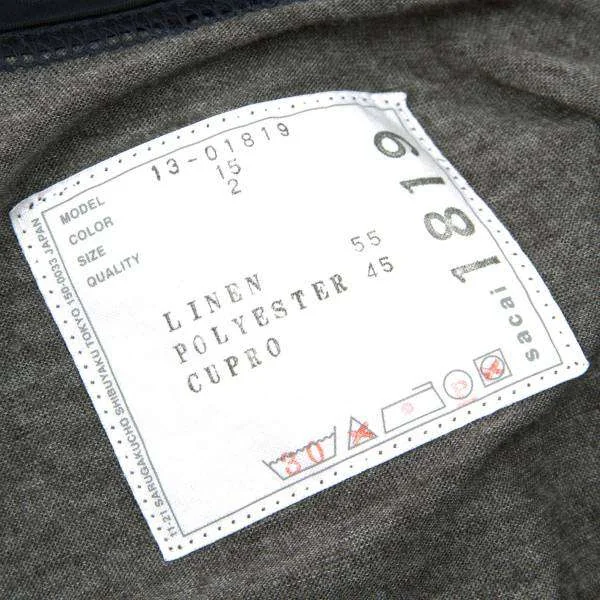 MODEL 13-01819
COLOR 15
SIZE 2
QUALITY
LINEN 55
POLYESTER 45
CUPRO
30
1819
sacai
11-21 SARUGAKUCHO SHIBUYAKU TOKYO 150-0033 JAPAN